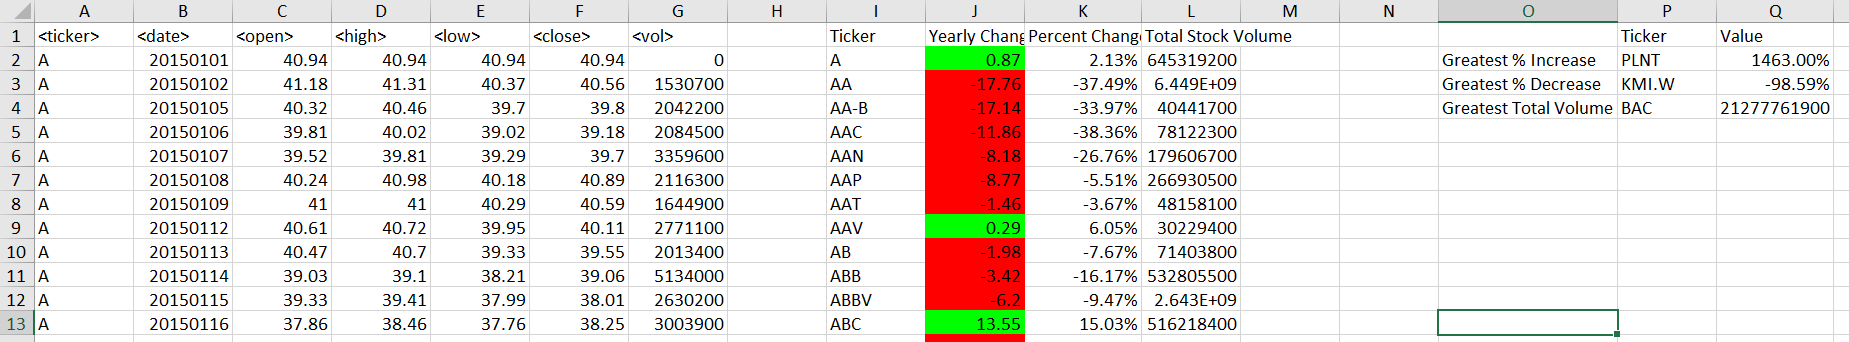 A B C D E F G H I J K L M N O P Q
1 <ticker> <date> <open> <high> <low> <close> <vol> Ticker Yearly Chang Percent Chang Total Stock Volume Ticker Value
2 A 20150101 40.94 40.94 40.94 40.94 0 A 0.87 2.13% 645319200 Greatest % Increase PLNT 1463.00%
3 A 20150102 41.18 41.31 40.37 40.56 1530700 AA -17.76 -37.49% 6.449E+09 Greatest % Decrease KMI.W -98.59%
4 A 20150105 40.32 40.46 39.7 39.8 2042200 AA-B -17.14 -33.97% 40441700 Greatest Total Volume BAC 21277761900
5 A 20150106 39.81 40.02 39.02 39.18 2084500 AAC -11.86 -38.36% 78122300
6 A 20150107 39.52 39.81 39.29 39.7 3359600 AAN -8.18 -26.76% 179606700
7 A 20150108 40.24 40.98 40.18 40.89 2116300 AAP -8.77 -5.51% 266930500
8 A 20150109 41 41 40.29 40.59 1644900 AAT -1.46 -3.67% 48158100
9 A 20150112 40.61 40.72 39.95 40.11 2771100 AAV 0.29 6.05% 30229400
10 A 20150113 40.47 40.7 39.33 39.55 2013400 AB -1.98 -7.67% 71403800
11 A 20150114 39.03 39.1 38.21 39.06 5134000 ABB -3.42 -16.17% 532805500
12 A 20150115 39.33 39.41 37.99 38.01 2630200 ABBV -6.2 -9.47% 2.643E+09
13 A 20150116 37.86 38.46 37.76 38.25 3003900 ABC 13.55 15.03% 516218400